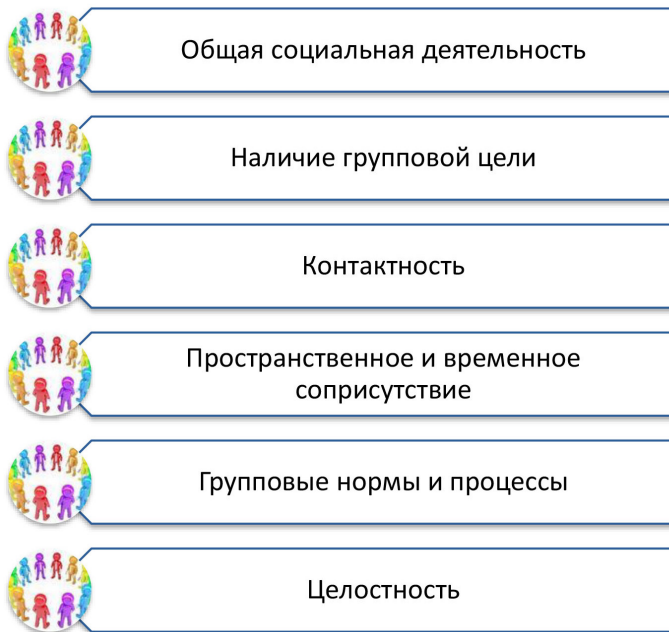 Общая социальная деятельность
Наличие групповой цели
Контактность
Пространственное и временное
соприсутствие
Групповые нормы и процессы
Целостность